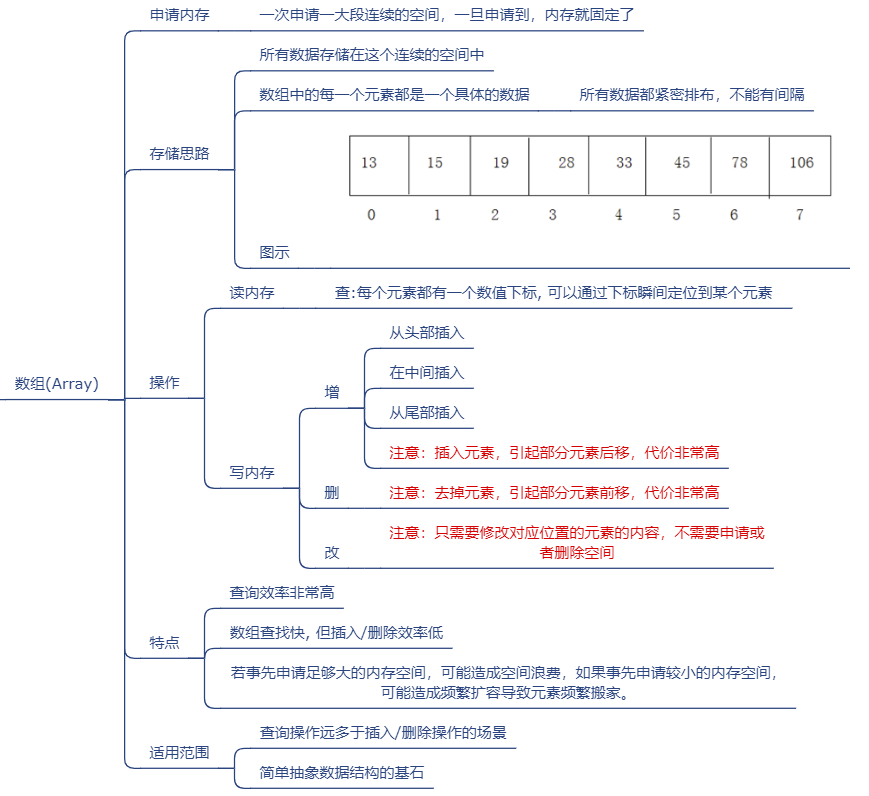 申请内存
一次申请一大段连续的空间，一旦申请到，内存就固定了
所有数据存储在这个连续的空间中
数组中的每一个元素都是一个具体的数据
所有数据都紧密排布，不能有间隔
存储思路
13 15 19 28 33 45 78 106
0 1 2 3 4 5 6 7
图示
读内存
查:每个元素都有一个数值下标, 可以通过下标瞬间定位到某个元素
数组(Array)
操作
从头部插入
在中间插入
增
从尾部插入
注意：插入元素，引起部分元素后移，代价非常高
写内存
删
注意：去掉元素，引起部分元素前移，代价非常高
改
注意：只需要修改对应位置的元素的内容，不需要申请或
者删除空间
查询效率非常高
特点
数组查找快, 但插入/删除效率低
若事先申请足够大的内存空间，可能造成空间浪费，如果事先申请较小的内存空间，
可能造成频繁扩容导致元素频繁搬家。
适用范围
查询操作远多于插入/删除操作的场景
简单抽象数据结构的基石